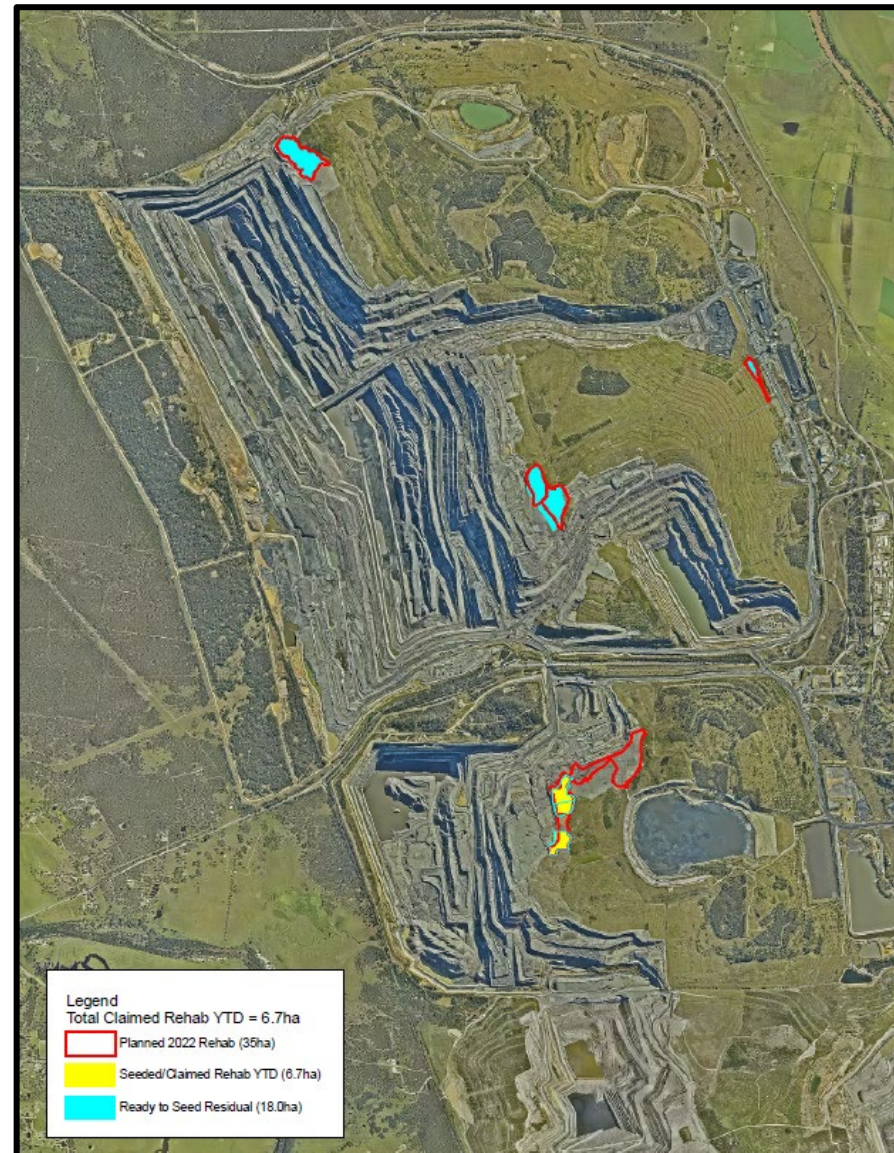 Legend
Total Claimed Rehab YTD = 6.7ha
Planned 2022 Rehab (35ha)
Seeded/Claimed Rehab YTD (6.7ha)
Ready to Seed Residual (18.0ha)